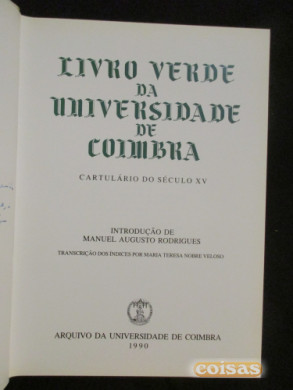 LIVRO VERDE
DA
UNIVERSIDADE
DE
COIMBRA
CARTULÁRIO DO SÉCULO XV
INTRODUÇÃO DE
MANUEL AUGUSTO RODRIGUES
TRANSCRIÇÃO DOS ÍNDICES POR MARIA TERESA NOBRE VELOSO
ARQUIVO DA UNIVERSIDADE DE COIMBRA
1990
coisas